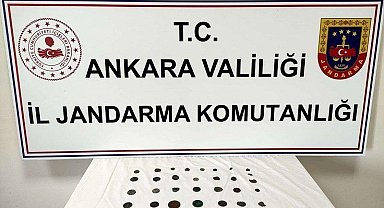 T.C.
ANKARA VALİLİĞİ
İL JANDARMA KOMUTANLIĞI
JANDARMA